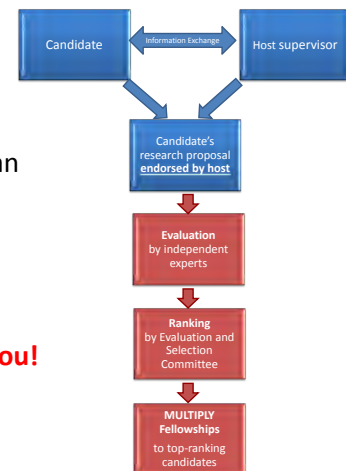 Candidate
Information Exchange
Host supervisor
Candidate's
research proposal
endorsed by host
Evaluation
by independent
experts
Ranking
by Evaluation and
Selection
Committee
MULTIPLY
Fellowships
to top-ranking
candidates